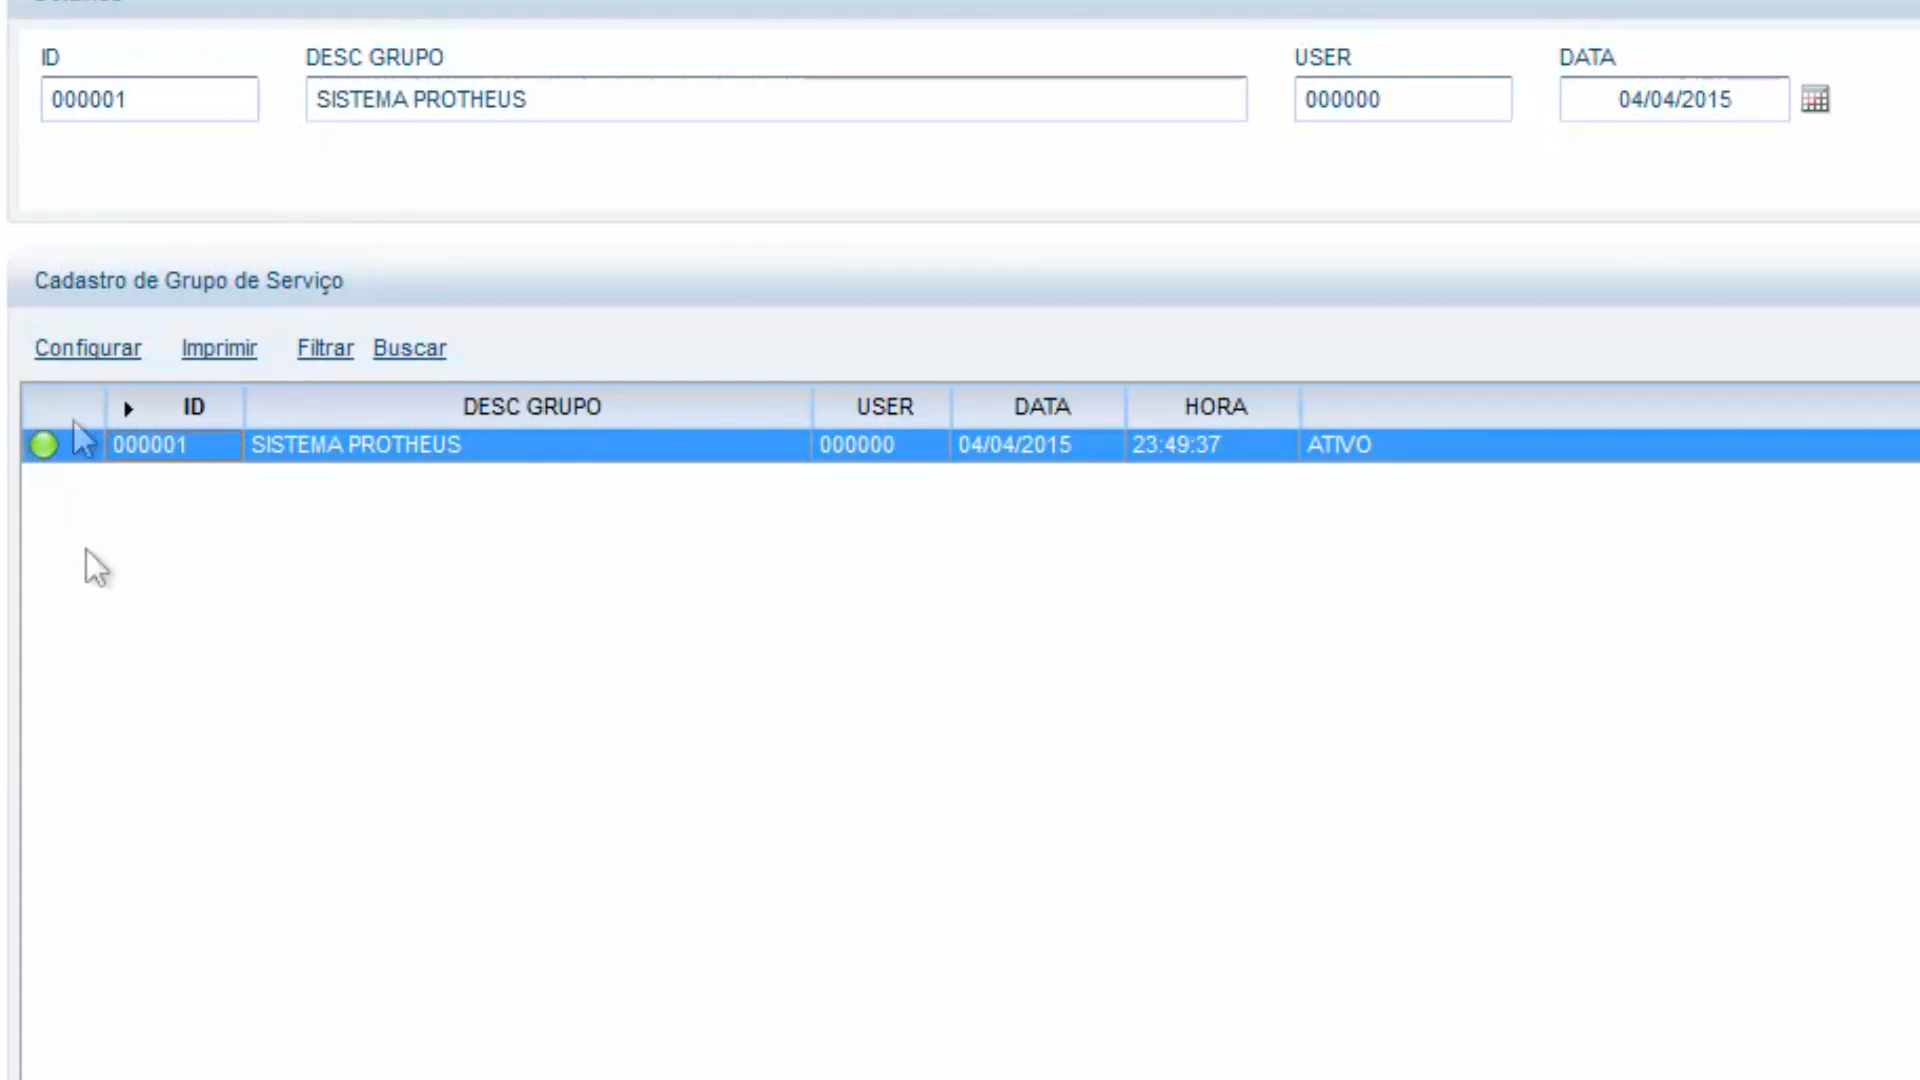 ID DESC GRUPO USER DATA
000001 SISTEMA PROTHEUS 000000 04/04/2015
Cadastro de Grupo de Serviço
Configurar Imprimir Filtrar Buscar
ID DESC GRUPO USER DATA HORA
000001 SISTEMA PROTHEUS 000000 04/04/2015 23:49:37 ATIVO